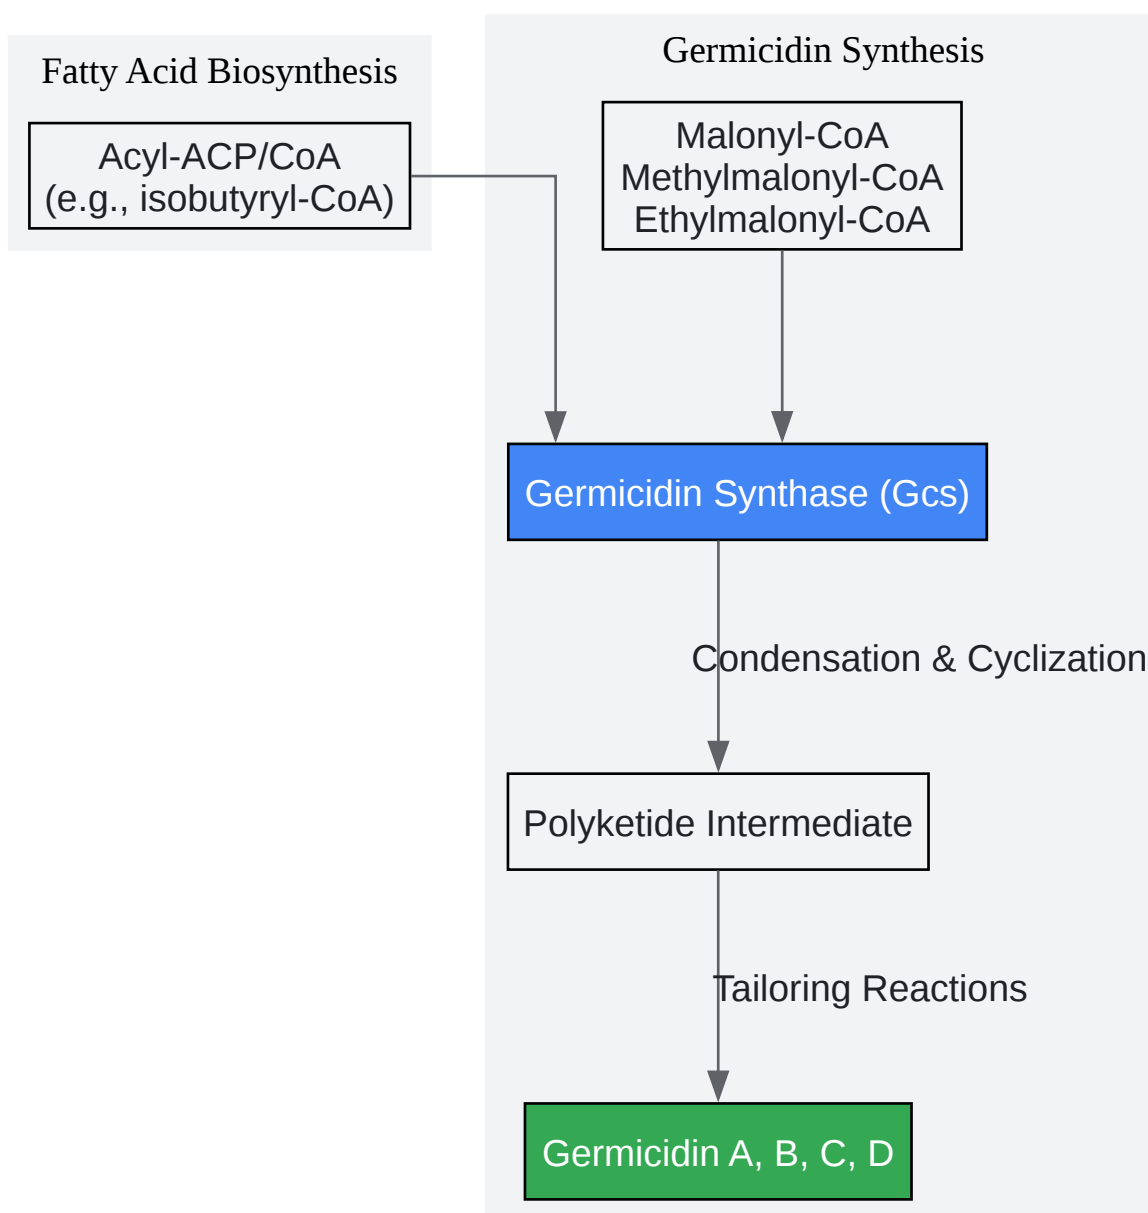 Fatty Acid Biosynthesis
Acyl-ACP/CoA
(e.g., isobutyryl-CoA)
Germicidin Synthesis
Malonyl-CoA
Methylmalonyl-CoA
Ethylmalonyl-CoA
Germicidin Synthase (Gcs)
Condensation & Cyclization
Polyketide Intermediate
Tailoring Reactions
Germicidin A, B, C, D